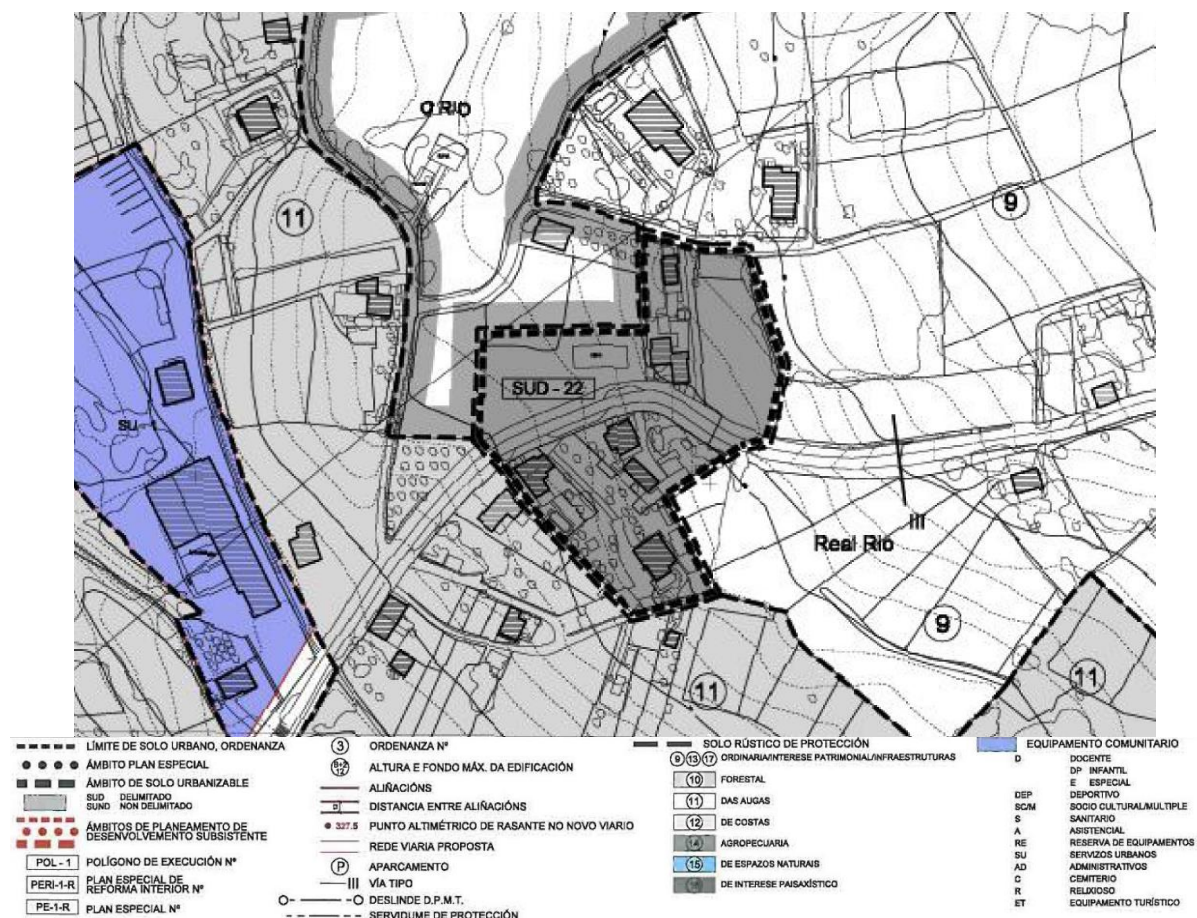 O RIO
11
9
SUD - 22
SU - 1
III
Real Rio
9
11
11
LÍMITE DE SOLO URBANO, ORDENANZA
ÁMBITO PLAN ESPECIAL
ÁMBITO DE SOLO URBANIZABLE
SUD DELIMITADO
SUND NON DELIMITADO
ÁMBITOS DE PLANEAMENTO DE
DESENVOLVEMENTO SUBSISTENTE
POL - 1 POLÍGONO DE EXECUCIÓN Nº
PERI-1-R PLAN ESPECIAL DE
REFORMA INTERIOR Nº
PE-1-R PLAN ESPECIAL Nº
3 ORDENANZA Nº
ALTURA E FONDO MÁX. DA EDIFICACIÓN
ALIÑACIÓNS
DISTANCIA ENTRE ALIÑACIÓNS
327.5 PUNTO ALTIMÉTRICO DE RASANTE NO NOVO VIARIO
REDE VIARIA PROPOSTA
P APARCAMENTO
III VÍA TIPO
DESLINDE D.P.M.T.
SERVIDUME DE PROTECCIÓN
SOLO RÚSTICO DE PROTECCIÓN
9 13 17 ORDINARIA/INTERESE PATRIMONIAL/INFRAESTRUTURAS
10 FORESTAL
11 DAS AUGAS
12 DE COSTAS
14 AGROPECUARIA
15 DE ESPAZOS NATURAIS
16 DE INTERESE PAISAXÍSTICO
EQUIPAMENTO COMUNITARIO
D DOCENTE
DP INFANTIL
E ESPECIAL
DEP DEPORTIVO
SC/M SOCIO CULTURAL/MULTIPLE
S SANITARIO
A ASISTENCIAL
RE RESERVA DE EQUIPAMENTOS
SU SERVIZOS URBANOS
AD ADMINISTRATIVOS
C CEMITERIO
R RELIXIOSO
ET EQUIPAMENTO TURÍSTICO